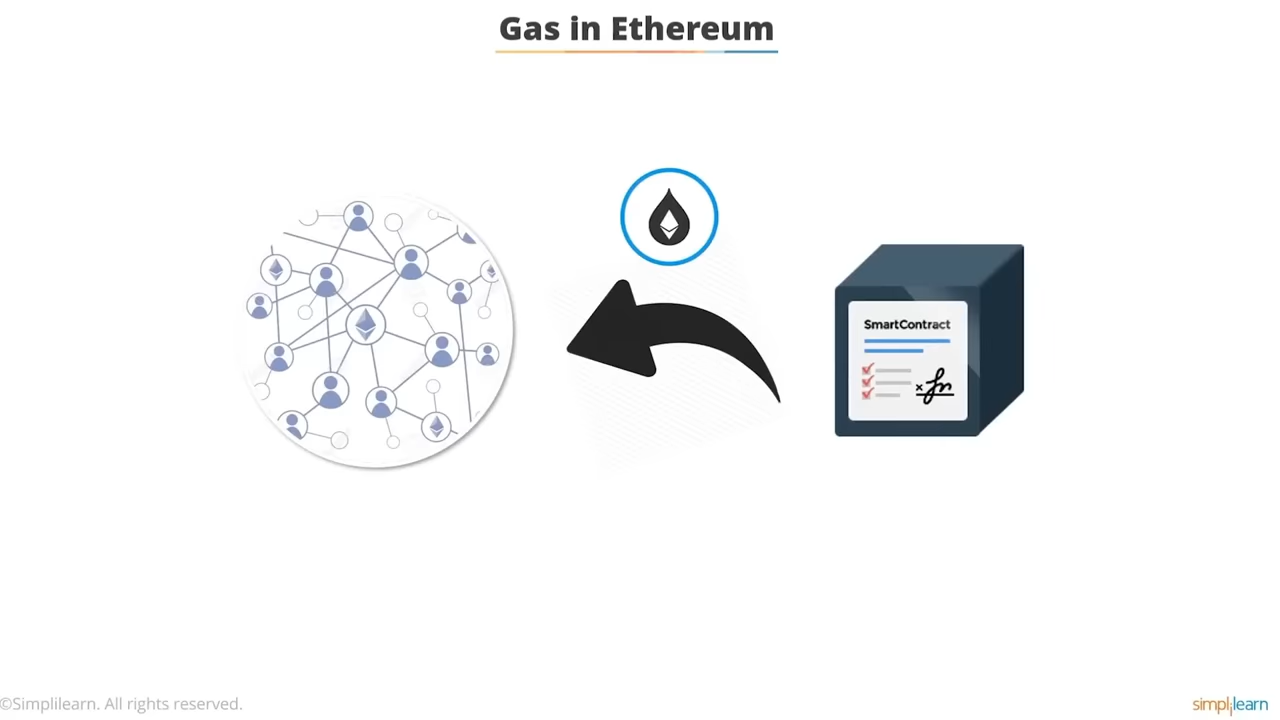 Gas in Ethereum
SmartContract
©Simplilearn. All rights reserved.
simplilearn